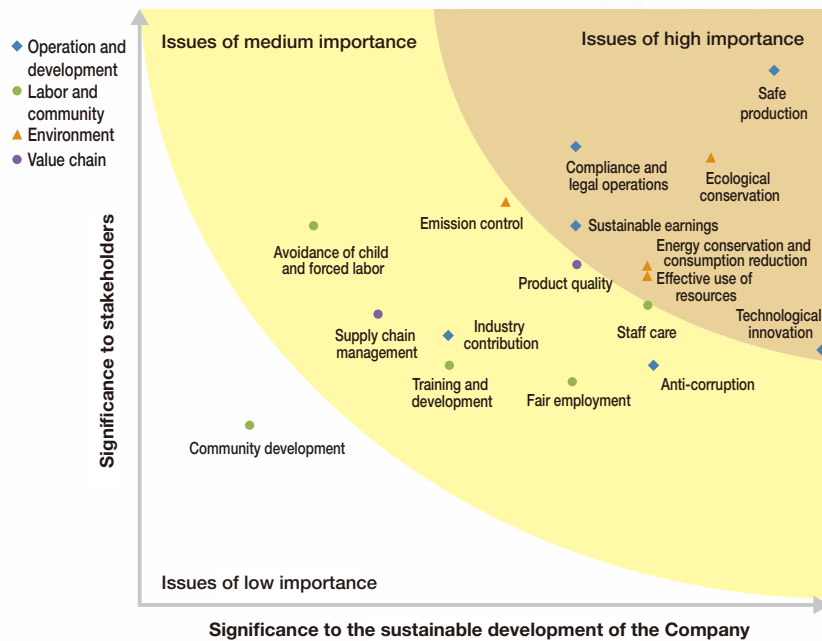 Issues of medium importance
Issues of high importance
Operation and
development
Labor and
community
Environment
Value chain
Safe
production
Compliance and
legal operations
Ecological
conservation
Emission control
Sustainable earnings
Avoidance of child
and forced labor
Energy conservation and
consumption reduction
Product quality
Effective use of
resources
Supply chain
management
Industry
contribution
Staff care
Technological
innovation
Training and
development
Fair employment
Anti-corruption
Community development
Issues of low importance
Significance to stakeholders
Significance to the sustainable development of the Company